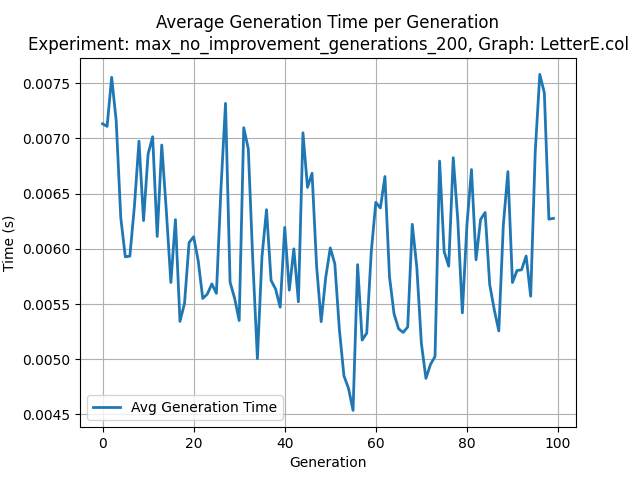 Average Generation Time per Generation
Experiment: max_no_improvement_generations_200, Graph: LetterE.col
0.0075
0.0070
0.0065
0.0060
0.0055
0.0050
0.0045
Time (s)
Avg Generation Time
0 20 40 60 80 100
Generation